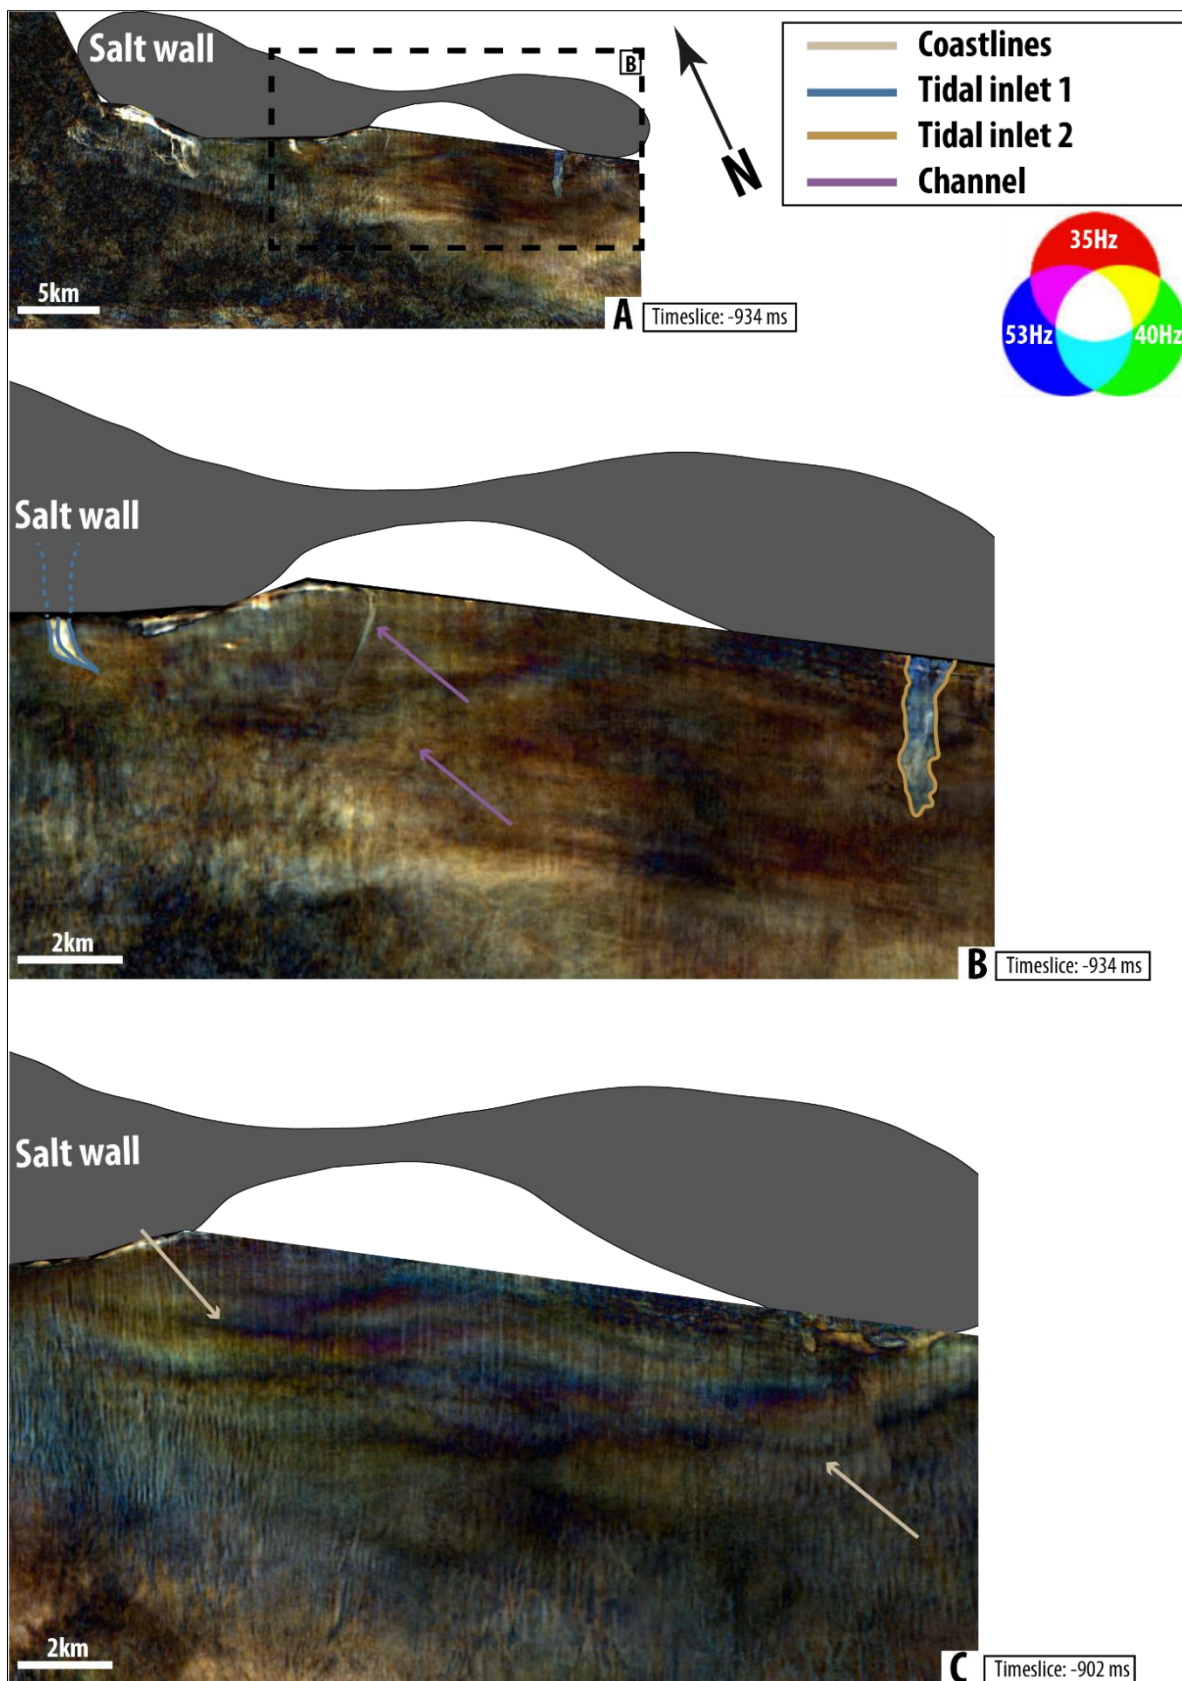 Salt wall
B
N
Coastlines
Tidal inlet 1
Tidal inlet 2
Channel
35Hz
53Hz
40Hz
5km
A
Timeslice: -934 ms
Salt wall
2km
B
Timeslice: -934 ms
Salt wall
2km
C
Timeslice: -902 ms